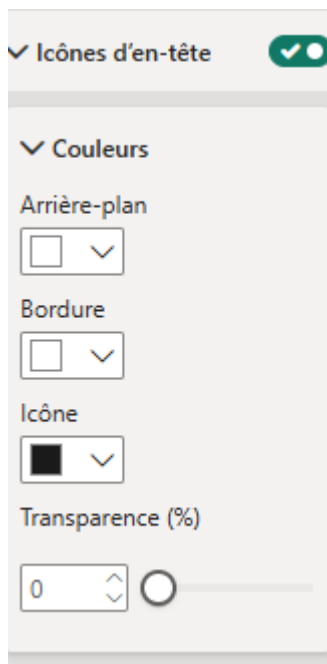 Icônes d’en-tête
Couleurs
Arrière-plan
Bordure
Icône
Transparence (%)
0